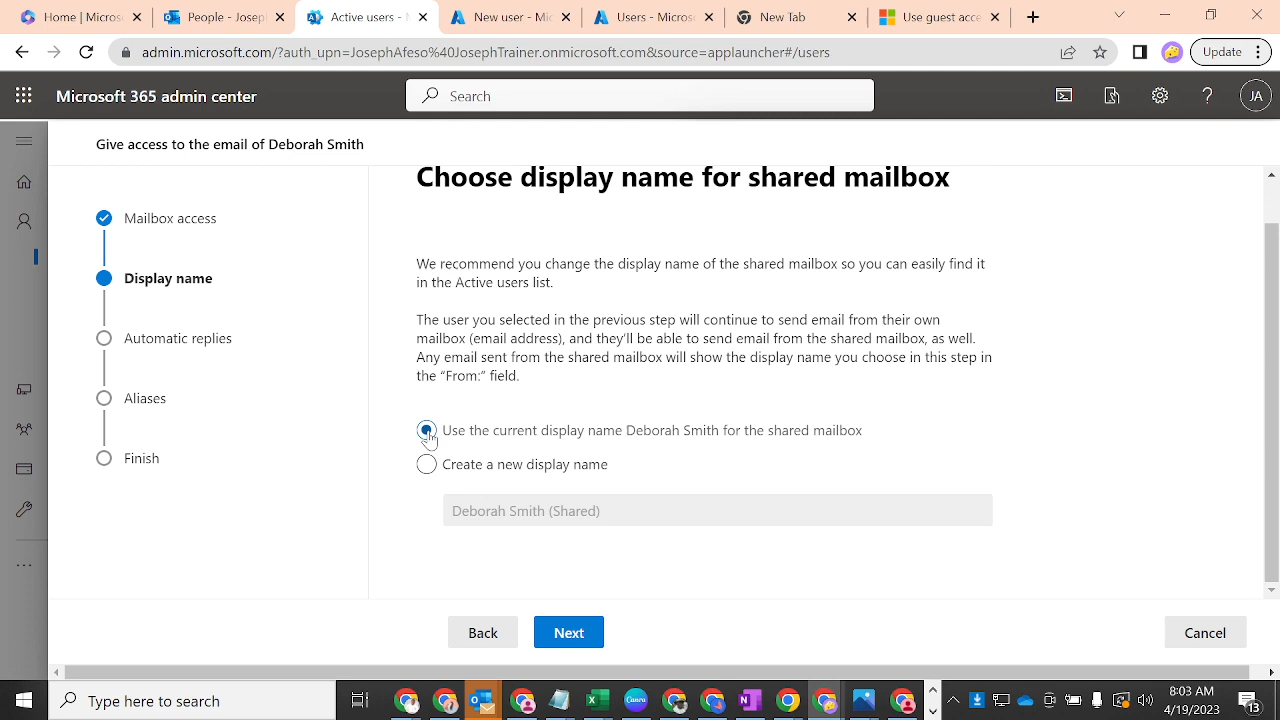 Home | Micros
People - Josep
Active users - M
New user - Mic
Users - Micros
New Tab
Use guest acce
admin.microsoft.com/?auth_upn=JosephAfeso%40JosephTrainer.onmicrosoft.com&source=applauncher#/users
Update
Microsoft 365 admin center
Search
JA
Give access to the email of Deborah Smith
Choose display name for shared mailbox
Mailbox access
Display name
Automatic replies
Aliases
Finish
We recommend you change the display name of the shared mailbox so you can easily find it
in the Active users list.
The user you selected in the previous step will continue to send email from their own
mailbox (email address), and they'll be able to send email from the shared mailbox, as well.
Any email sent from the shared mailbox will show the display name you choose in this step in
the “From:” field.
Use the current display name Deborah Smith for the shared mailbox
Create a new display name
Deborah Smith (Shared)
Back
Next
Cancel
Type here to search
8:03 AM
4/19/2023
13